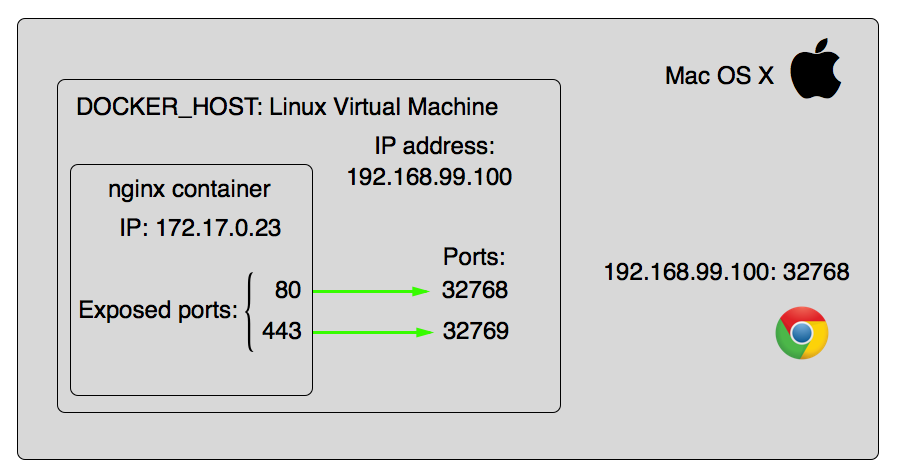 Mac OS X
DOCKER_HOST: Linux Virtual Machine
IP address:
192.168.99.100
nginx container
IP: 172.17.0.23
Exposed ports:
80
443
Ports:
32768
32769
192.168.99.100: 32768